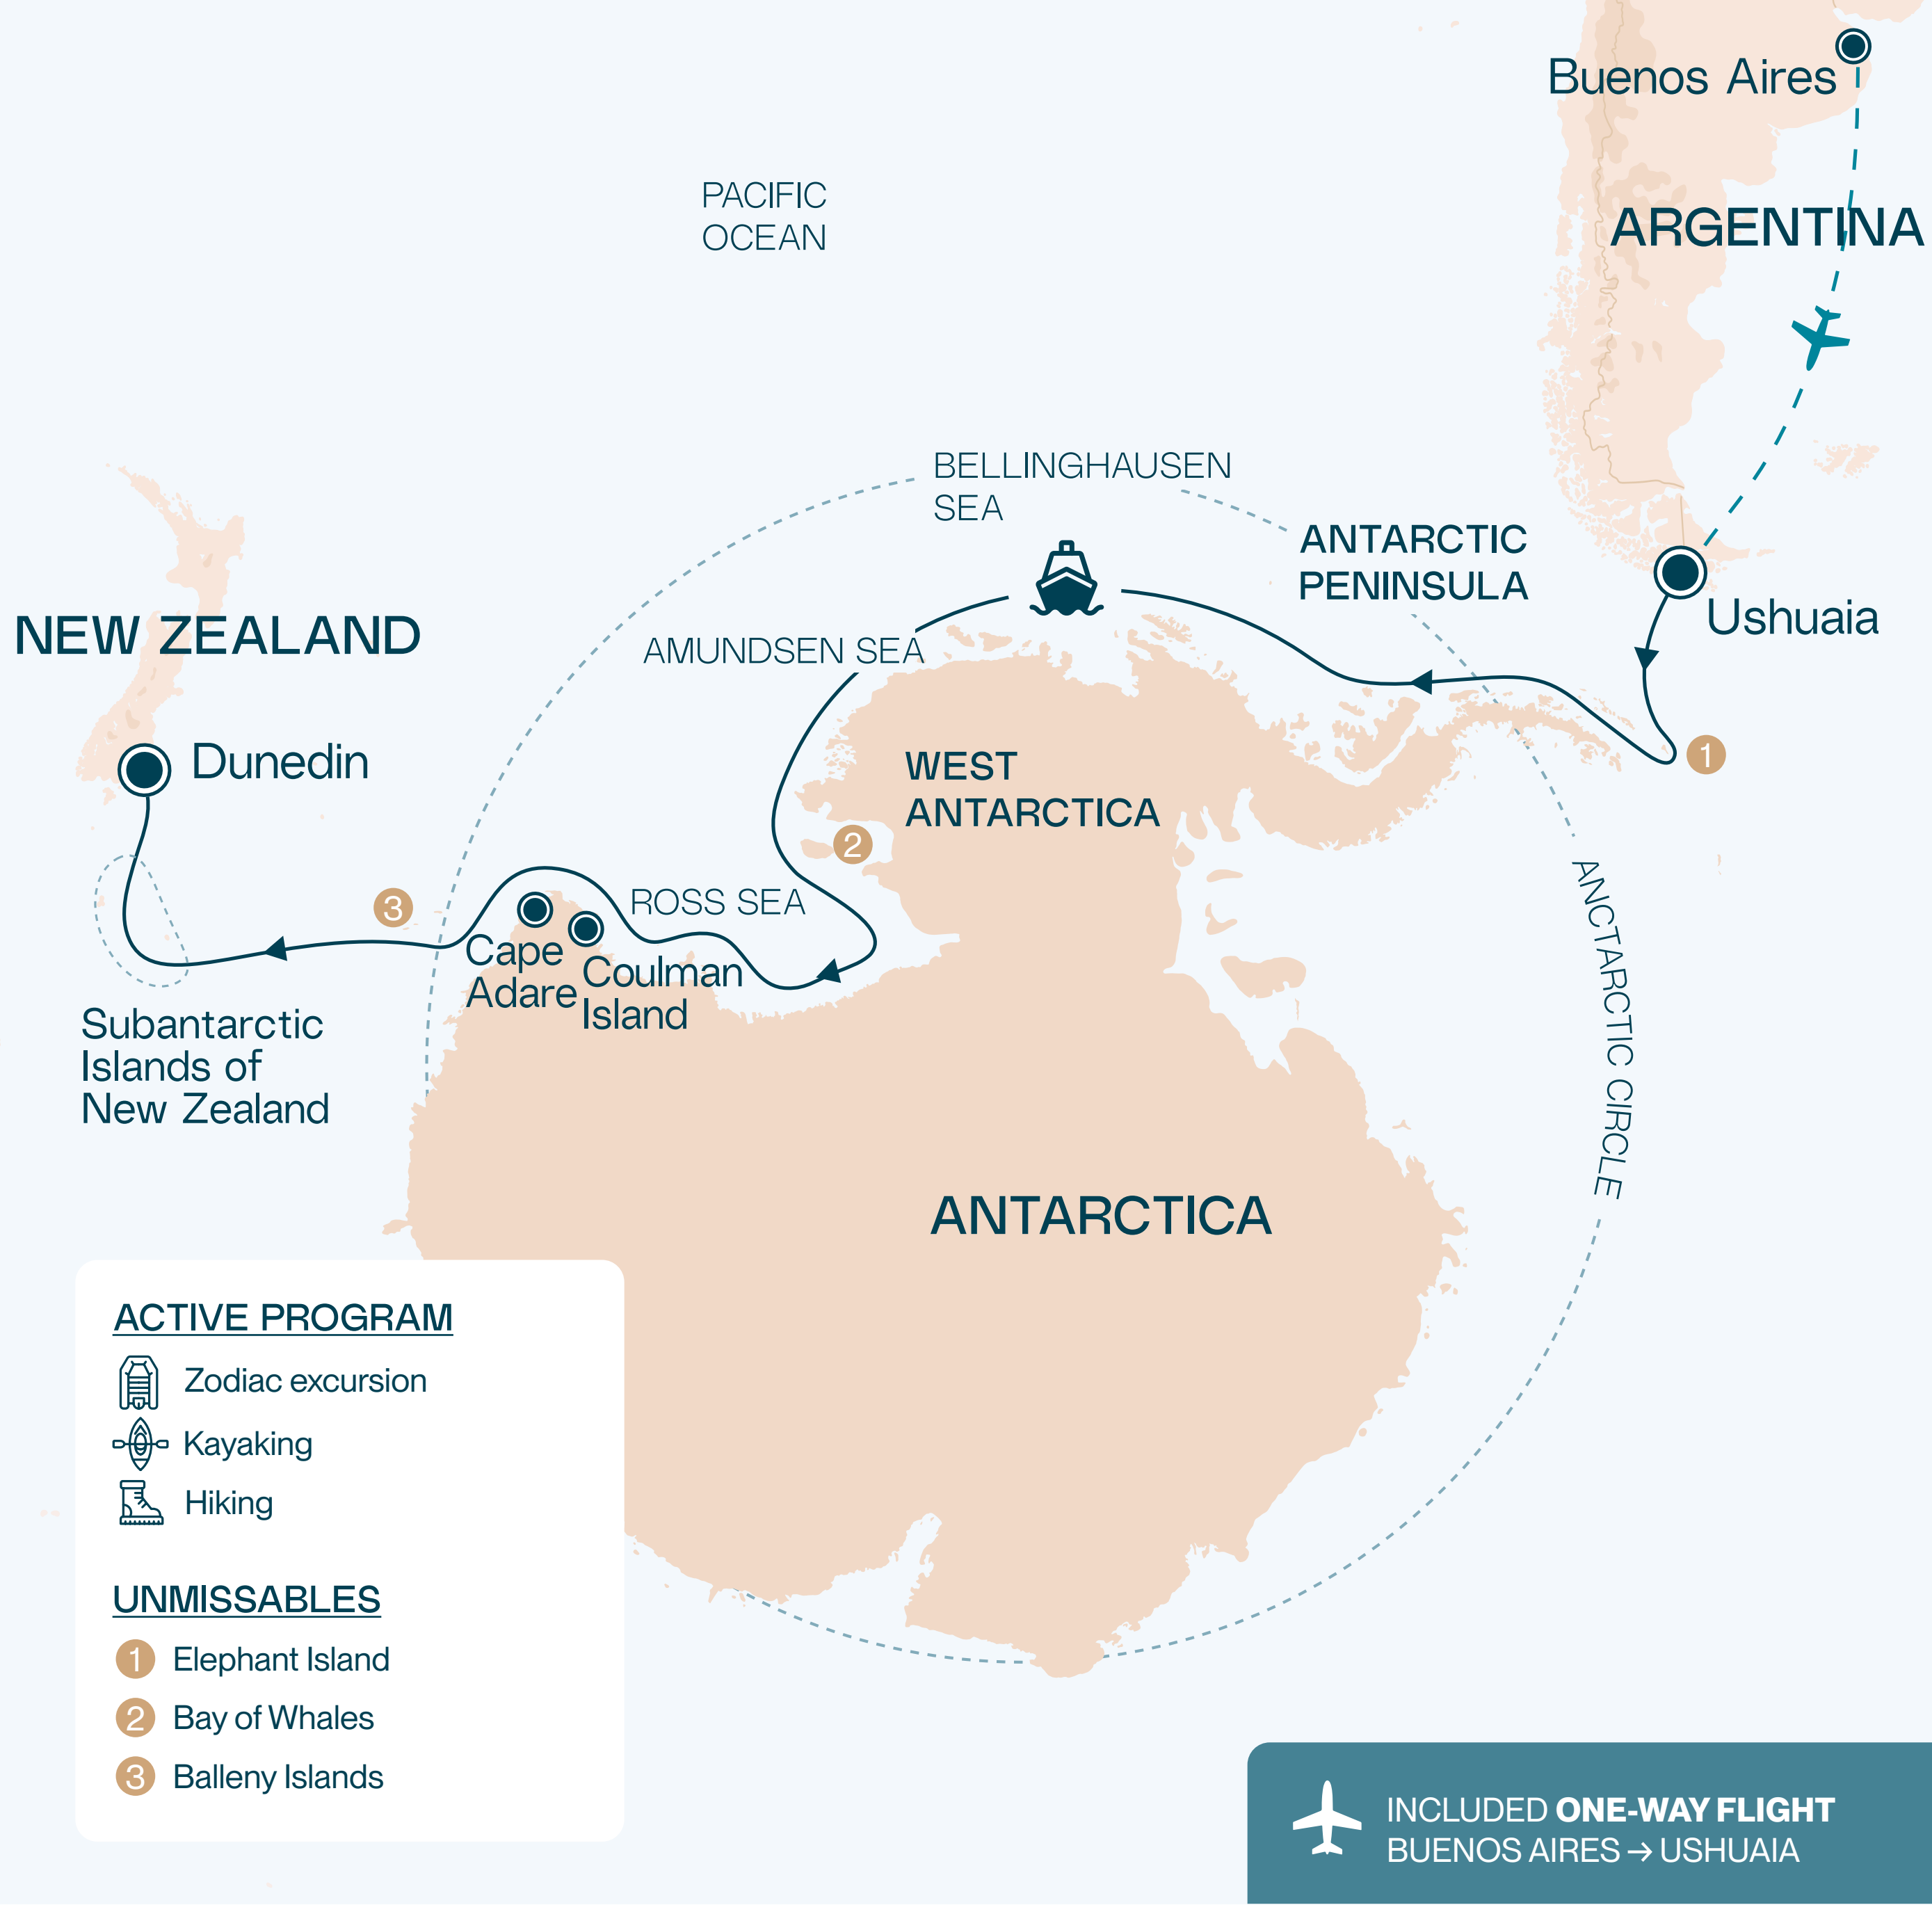 Buenos Aires
PACIFIC
OCEAN
ARGENTINA
BELLINGHAUSEN
SEA
ANTARCTIC
PENINSULA
Ushuaia
NEW ZEALAND
AMUNDSEN SEA
Dunedin
WEST
ANTARCTICA
1
2
3
ROSS SEA
Cape
Adare
Coulman
Island
ANCTARCTIC CIRCLE
Subantarctic
Islands of
New Zealand
ANTARCTICA
ACTIVE PROGRAM
Zodiac excursion
Kayaking
Hiking
UNMISSABLES
1 Elephant Island
2 Bay of Whales
3 Balleny Islands
INCLUDED ONE-WAY FLIGHT
BUENOS AIRES → USHUAIA